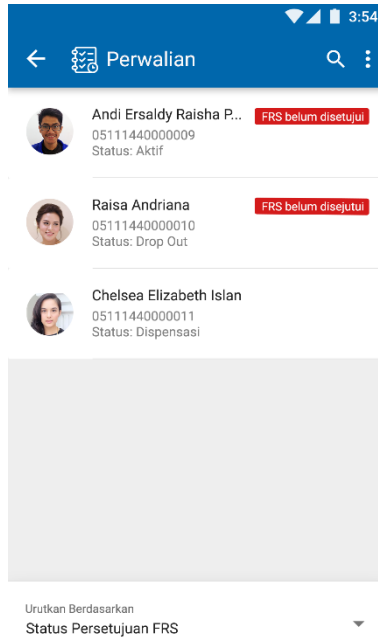 3:54
Perwalian
Andi Ersaldy Raisha P... FRS belum disetujui
05111440000009
Status: Aktif
Raisa Andriana FRS belum disejutui
05111440000010
Status: Drop Out
Chelsea Elizabeth Islan
05111440000011
Status: Dispensasi
Urutkan Berdasarkan
Status Persetujuan FRS